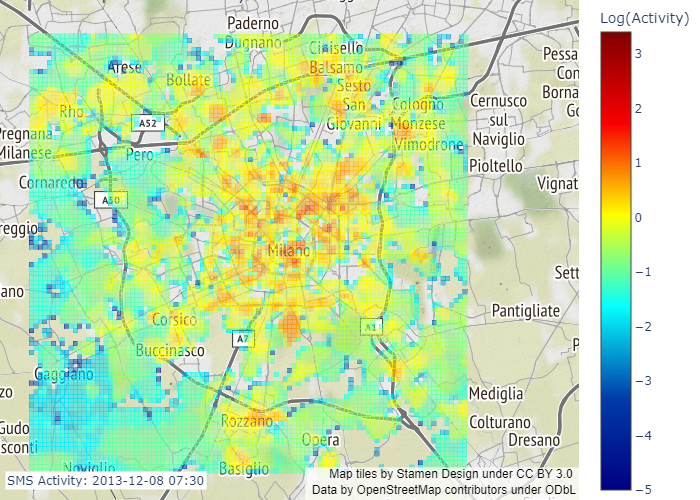 Log(Activity)
Paderno
Dugnano
Cinisello
Balsamo
Arese
Bollate
Sesto
San
Giovanni
Rho
A52
Cologno
Monzese
Vimodrone
Cernusco
sul
Naviglio
Pioltello
Pessa
Con
Borna
Go
Pregnana
Milanese
Pero
Cornaredo
A50
Vignat
reggio
Milano
Sett
ano
Pantigliate
Corsico
A7
A1
P
Buccinasco
Gaggiano
zo
Mediglia
Colturano
Dresano
Rozzano
Opera
Gudo
sconti
Noviglio
Basiglio
SMS Activity: 2013-12-08 07:30
Map tiles by Stamen Design under CC BY 3.0
Data by OpenStreetMap contributors under ODbL
3
2
1
0
−1
−2
−3
−4
−5